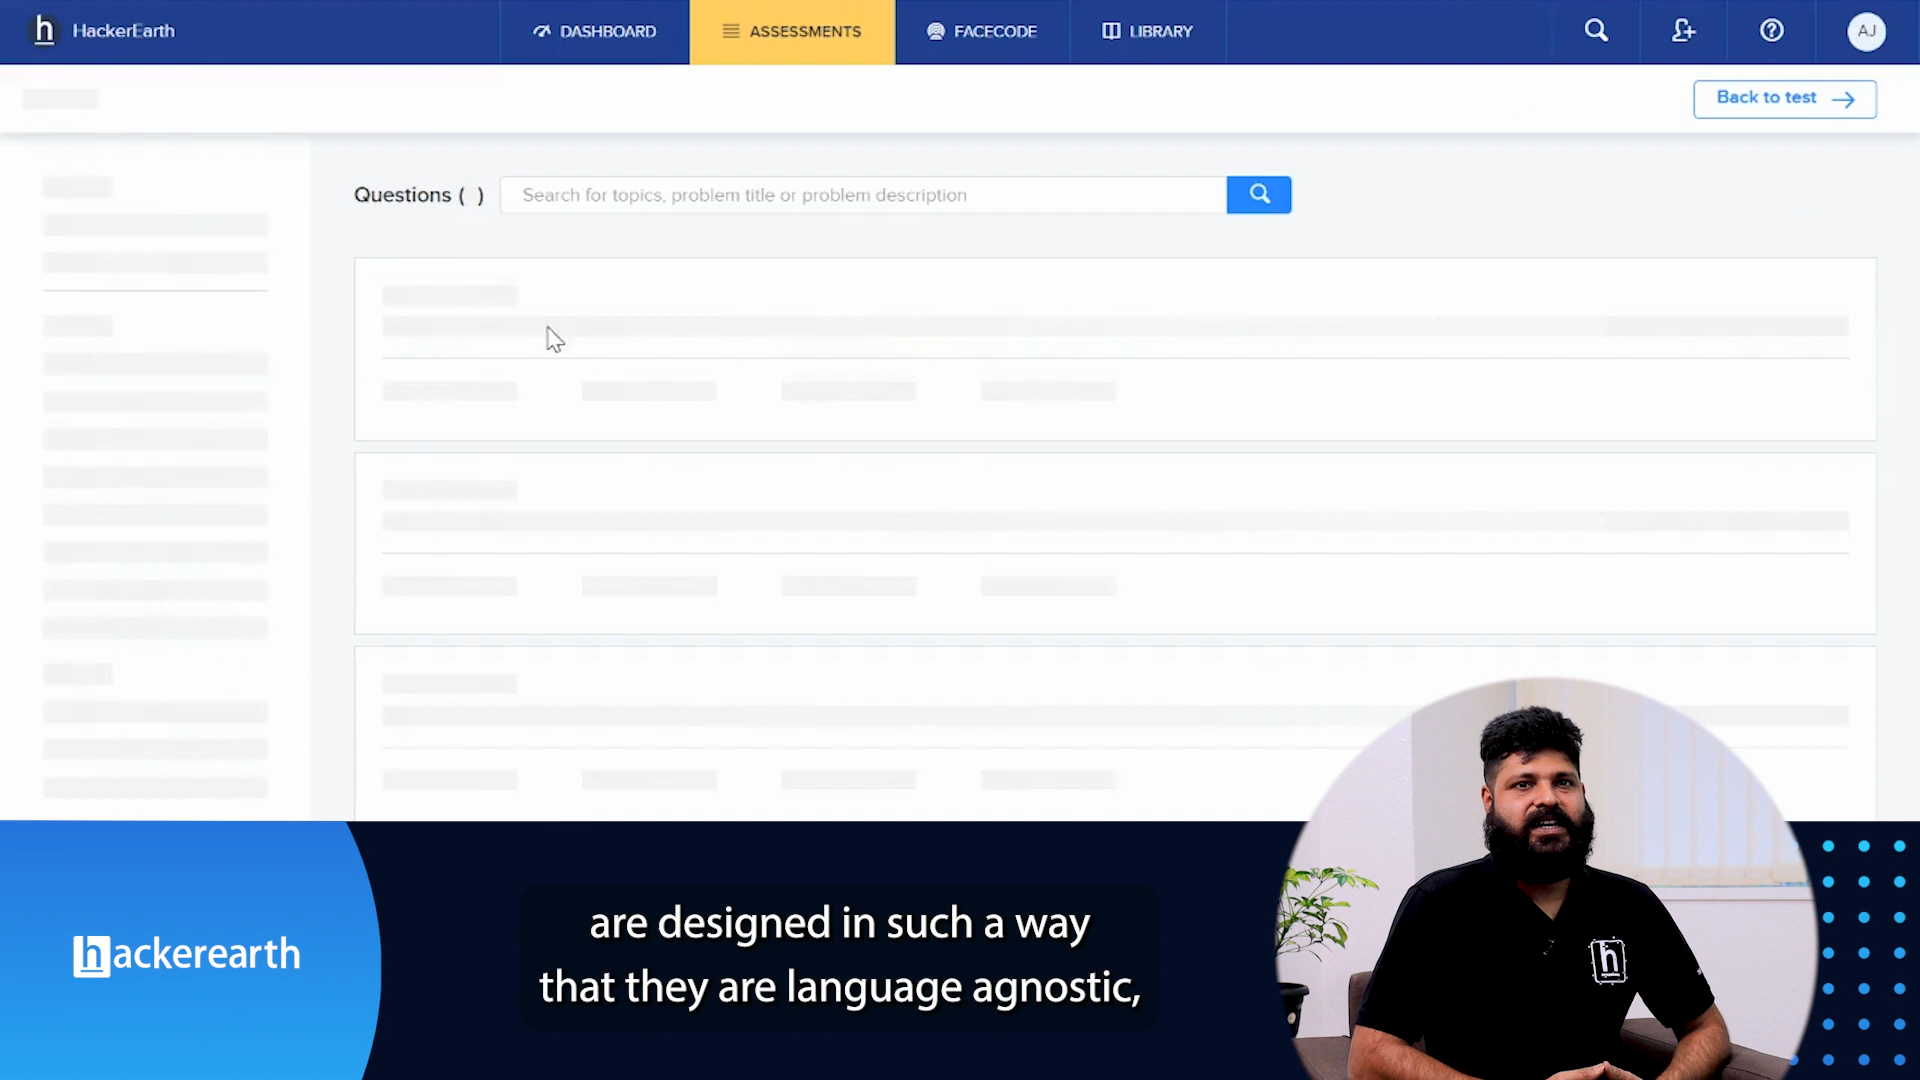 h HackerEarth
DASHBOARD
ASSESSMENTS
FACECODE
LIBRARY
AJ
Back to test
Questions ( )
Search for topics, problem title or problem description
hackerearth
are designed in such a way
that they are language agnostic,
h